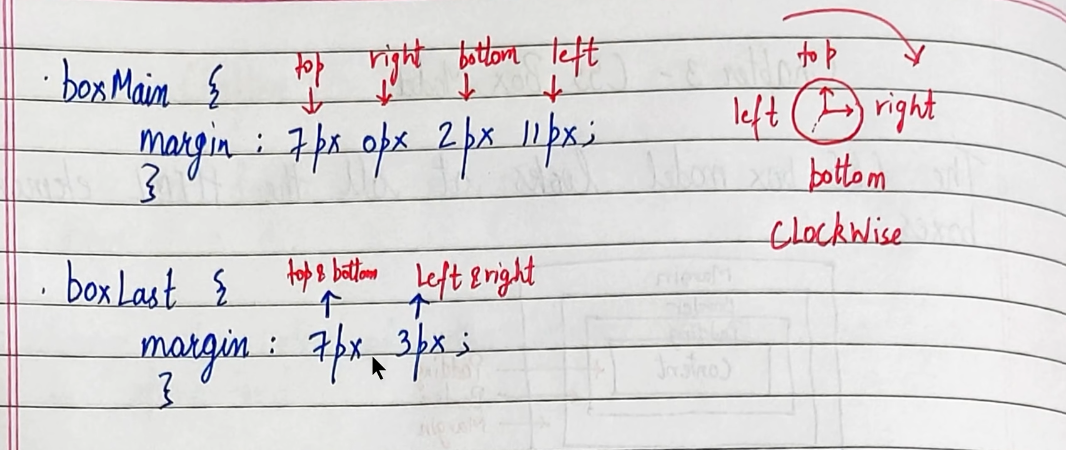 top right bottom left
.boxMain {
margin : 7px 0px 2px 11px;
}
top
left right
bottom
Clockwise
top & bottom Left & right
.boxLast {
margin : 7px 3px ;
}